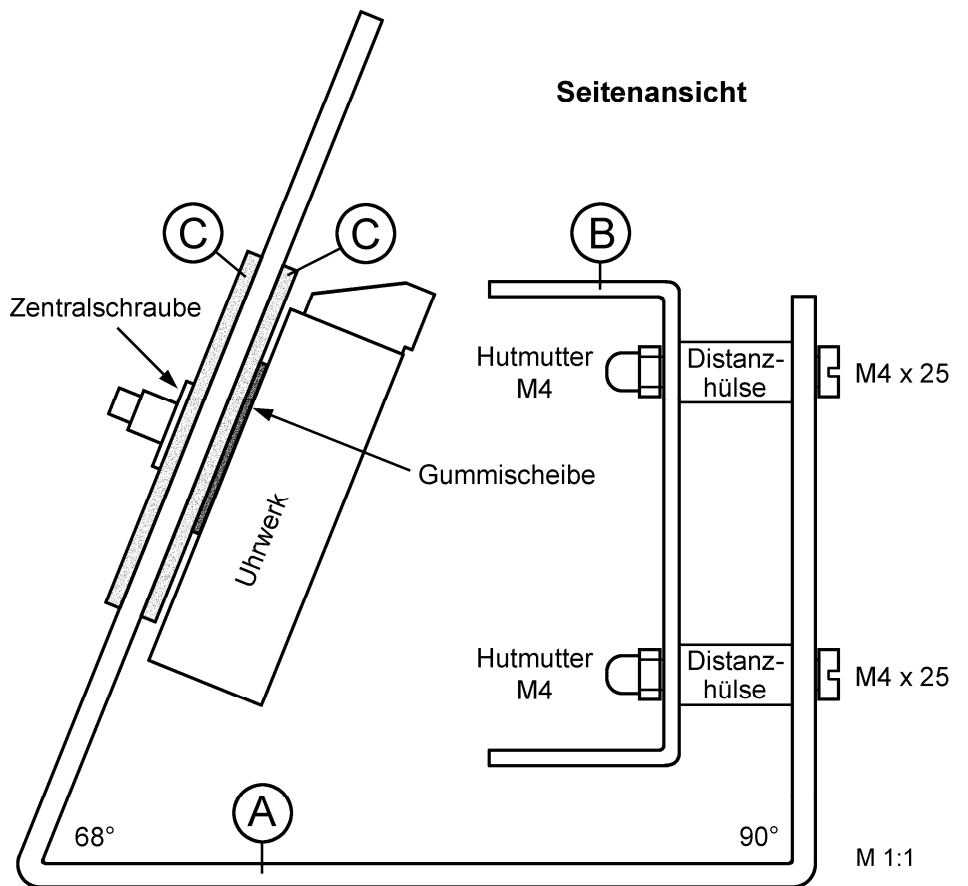 Seitenansicht
C
C
B
Zentralschraube
Hutmutter
M4
Distanz-
hülse
M4 x 25
Gummischeibe
Uhrwerk
Hutmutter
M4
Distanz-
hülse
M4 x 25
A
68°
90°
M 1:1